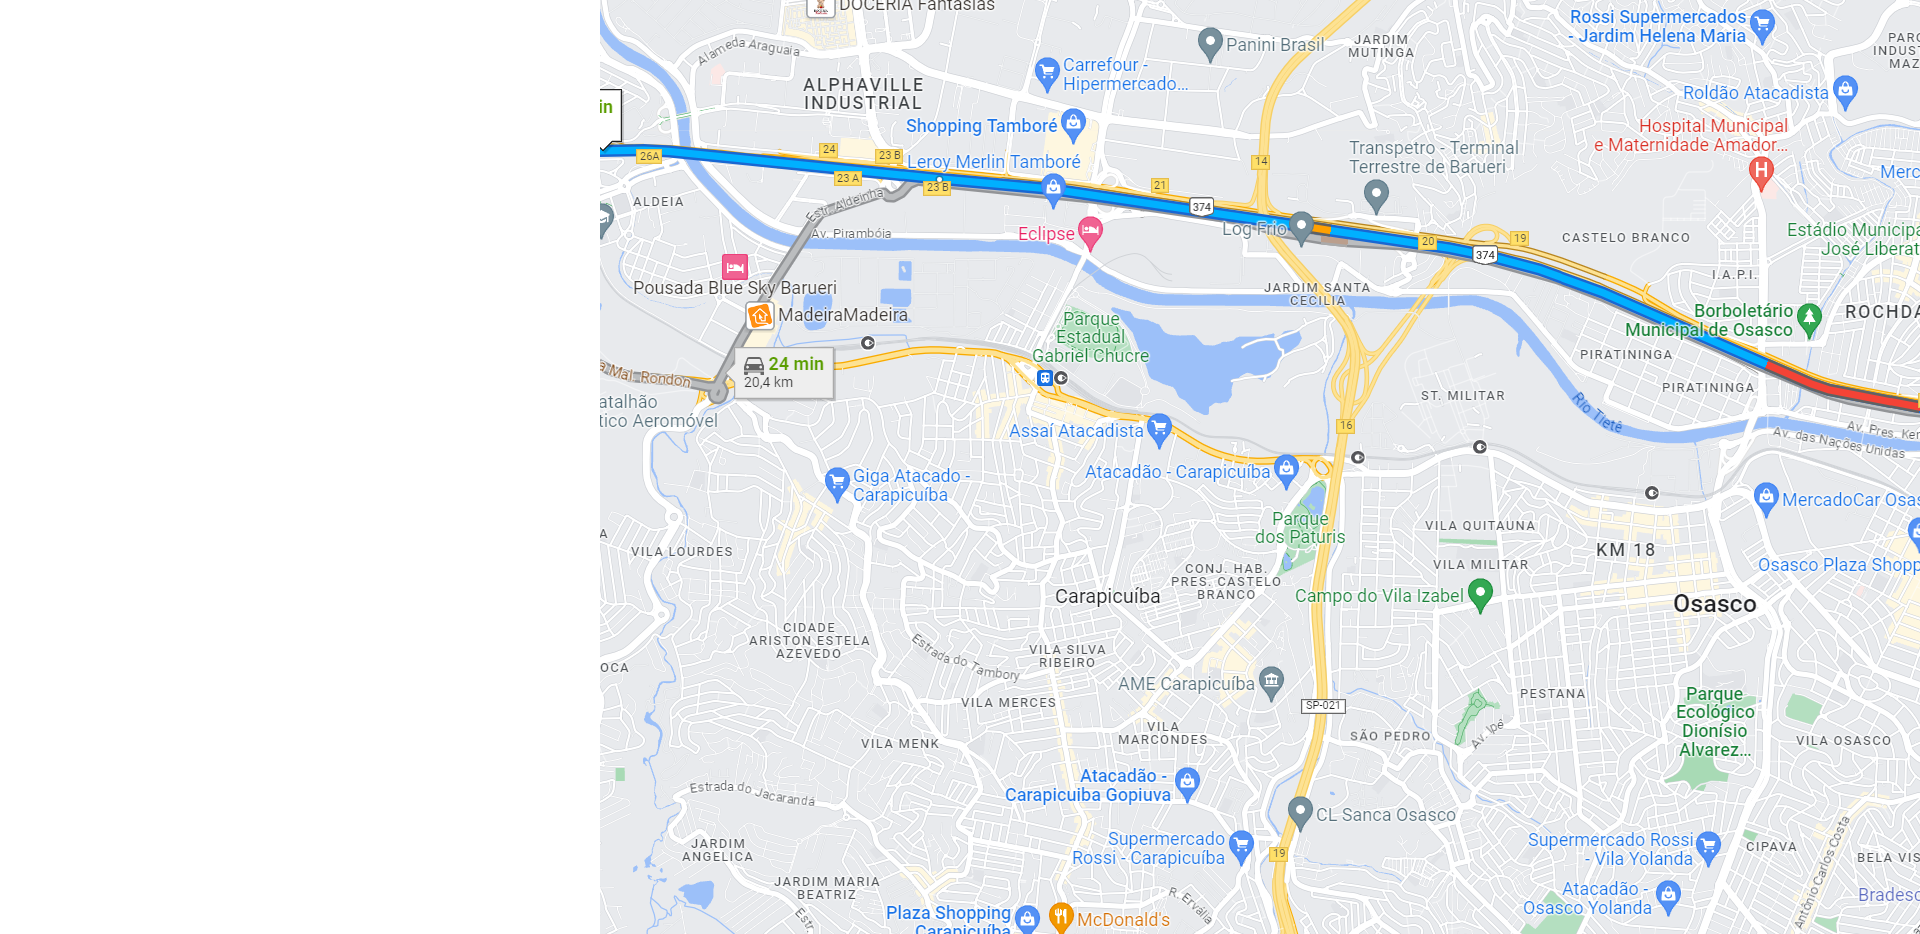 DOCERIA Fantasias
Rossi Supermercados
- Jardim Helena Maria
Panini Brasil
JARDIM
MUTINGA
Alameda Araguaia
Carrefour -
Hipermercado...
ALPHAVILLE
INDUSTRIAL
Roldão Atacadista
in
Shopping Tamboré
Hospital Municipal
e Maternidade Amador...
26A
24
23 B
Leroy Merlin Tamboré
14
Transpetro - Terminal
Terrestre de Barueri
23 A
23 B
21
374
ALDEIA
Estr. Aldeinha
Av. Pirambóia
Eclipse
Log Frio
20
374
19
CASTELO BRANCO
Estádio Municipa
José Liberat
I.A.P.I.
Pousada Blue Sky Barueri
JARDIM SANTA
CECILIA
MadeiraMadeira
Parque
Estadual
Gabriel Chucre
Borboletário
Municipal de Osasco
ROCHDA
PIRATININGA
24 min
20,4 km
a Mal. Rondon
PIRATININGA
ST. MILITAR
Rio Tietê
atalhão
tico Aeromóvel
Assaí Atacadista
16
Av. Pres. Ken
Av. das Nações Unidas
Atacadão - Carapicuíba
Giga Atacado -
Carapicuíba
MercadoCar Osas
Parque
dos Paturis
VILA QUITAUNA
KM 18
VILA LOURDES
VILA MILITAR
Osasco Plaza Shopp
CONJ. HAB.
PRES. CASTELO
BRANCO
Carapicuíba
Campo do Vila Izabel
Osasco
CIDADE
ARISTON ESTELA
AZEVEDO
Estrada do Tambory
VILA SILVA
RIBEIRO
OCA
AME Carapicuíba
PESTANA
VILA MERCES
SP-021
Parque
Ecológico
Dionísio
Alvarez...
VILA
MARCONDES
Av. Ipê
SÃO PEDRO
VILA MENK
VILA OSASCO
Atacadão -
Carapicuiba Gopiuva
Estrada do Jacarandá
CL Sanca Osasco
Supermercado
Rossi - Carapicuíba
19
Supermercado Rossi
- Vila Yolanda
CIPAVA
JARDIM
ANGELICA
BELA VIS
Antônio Carlos Costa
JARDIM MARIA
BEATRIZ
Atacadão -
Osasco Yolanda
Bradesc
R. Ervália
Plaza Shopping
Carapicuíba
McDonald's
Estr.